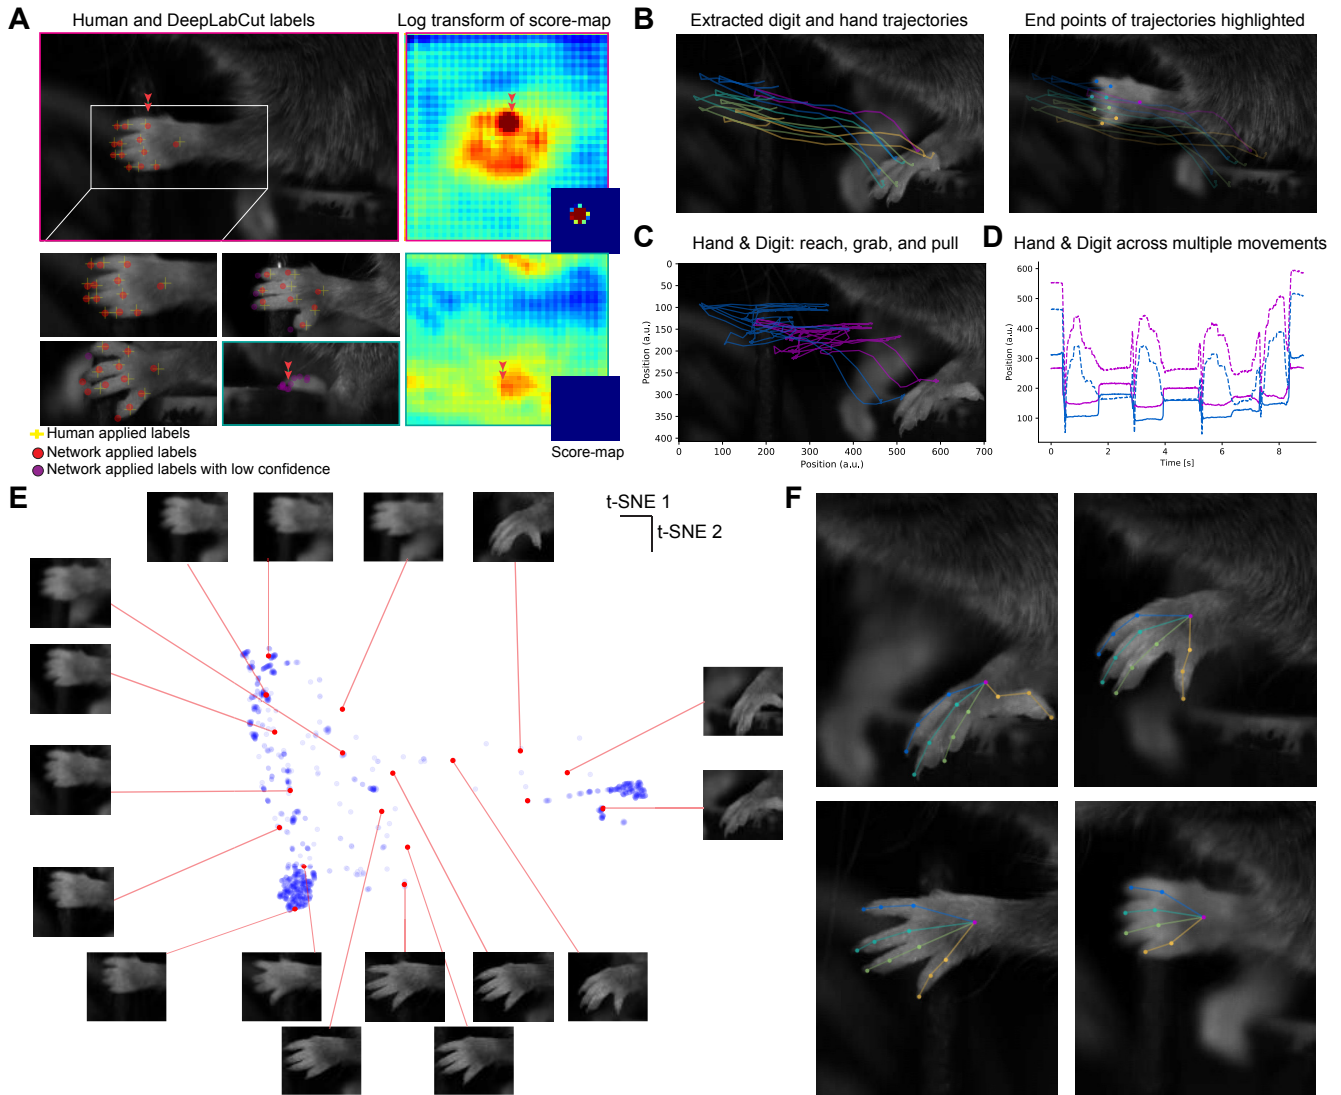 A
Human and DeepLabCut labels
Log transform of score-map
Human applied labels
Network applied labels
Network applied labels with low confidence
Score-map
B
Extracted digit and hand trajectories
End points of trajectories highlighted
C
Hand & Digit: reach, grab, and pull
0
50
100
150
200
250
300
350
400
Position (a.u.)
0
100
200
300
400
500
600
700
Position (a.u.)
D
Hand & Digit across multiple movements
600
500
400
300
200
100
Position (a.u.)
0
2
4
6
8
Time [s]
E
t-SNE 1
t-SNE 2
F